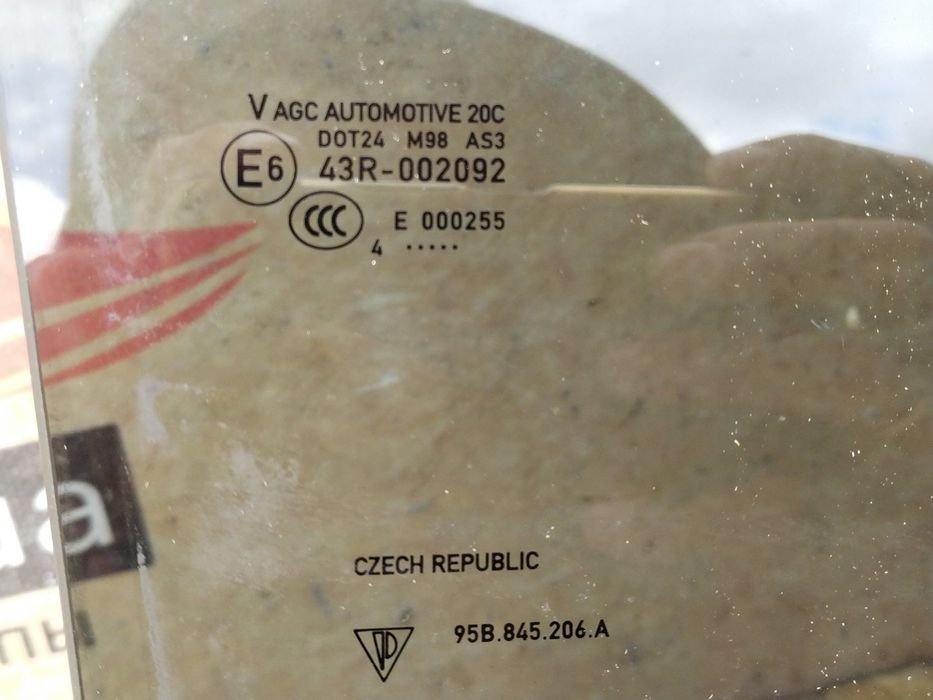 V AGC AUTOMOTIVE 20C
DOT24 M98 AS3
E6 43R-002092
CCC E 000255
4 •••••
CZECH REPUBLIC
95B.845.206.A